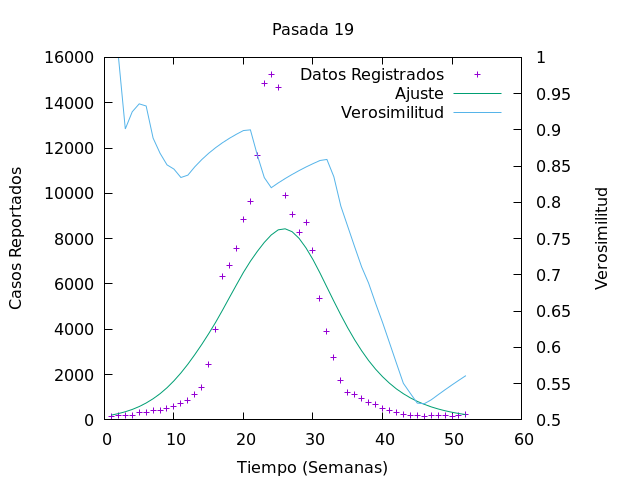 Pasada 19
Datos Registrados
Ajuste
Verosimilitud
Casos Reportados
16000
14000
12000
10000
8000
6000
4000
2000
0
1
0.95
0.9
0.85
0.8
0.75
0.7
0.65
0.6
0.55
0.5
Verosimilitud
0 10 20 30 40 50 60
Tiempo (Semanas)